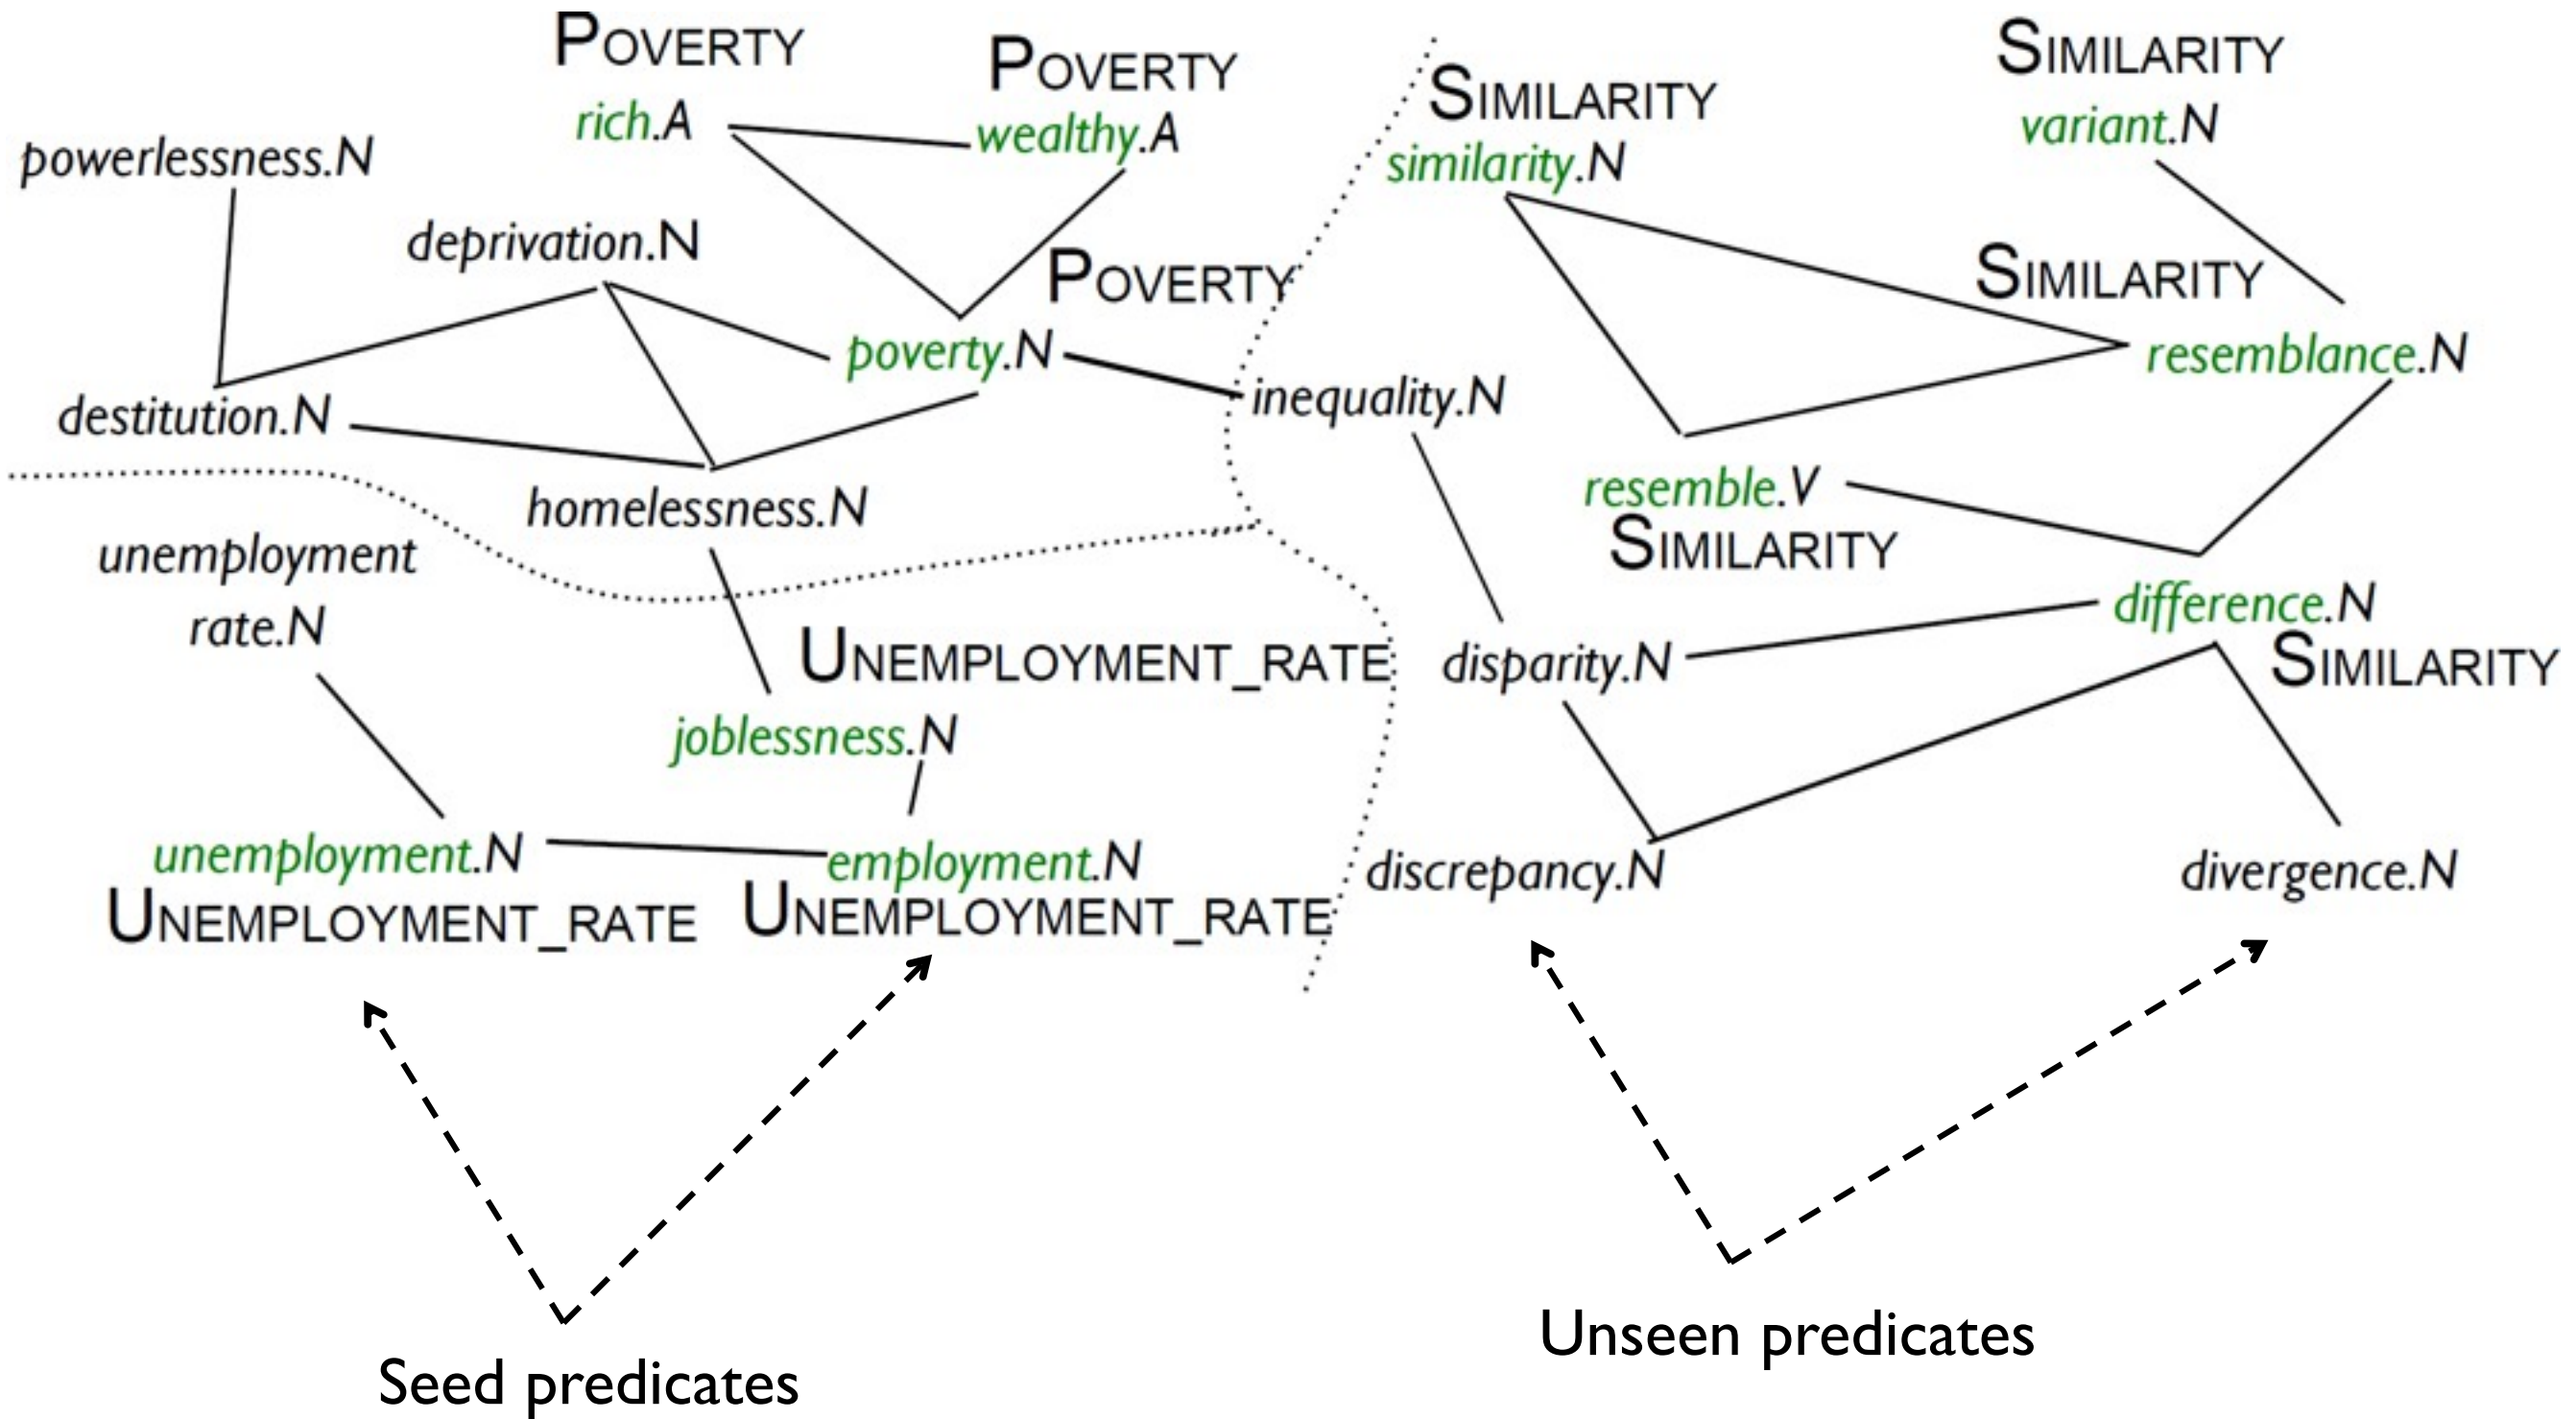 POVERTY
rich.A
POVERTY
wealthy.A
powerlessness.N
deprivation.N
POVERTY
poverty.N
destitution.N
homelessness.N
SIMILARITY
similarity.N
SIMILARITY
variant.N
SIMILARITY
resemblance.N
inequality.N
resemble.V
SIMILARITY
difference.N
SIMILARITY
disparity.N
discrepancy.N
divergence.N
unemployment
rate.N
UNEMPLOYMENT_RATE
joblessness.N
unemployment.N
UNEMPLOYMENT_RATE
employment.N
UNEMPLOYMENT_RATE
Seed predicates
Unseen predicates